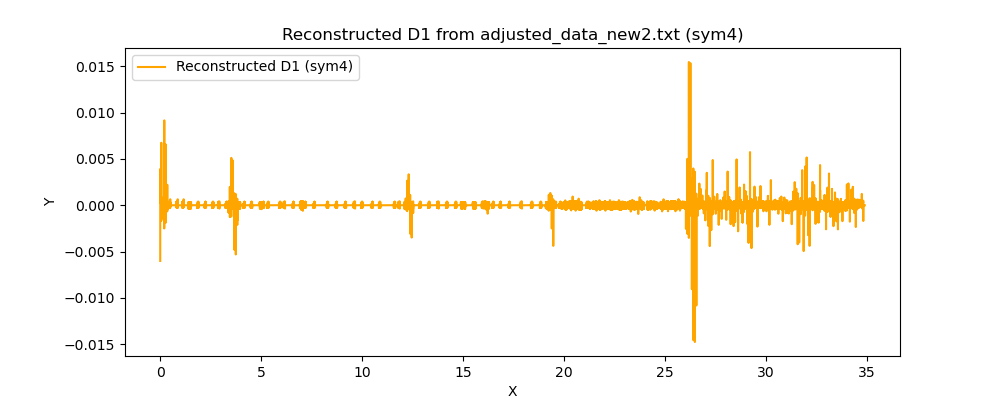 Reconstructed D1 from adjusted_data_new2.txt (sym4)
Reconstructed D1 (sym4)
0.015
0.010
0.005
0.000
−0.005
−0.010
−0.015
Y
0 5 10 15 20 25 30 35
X